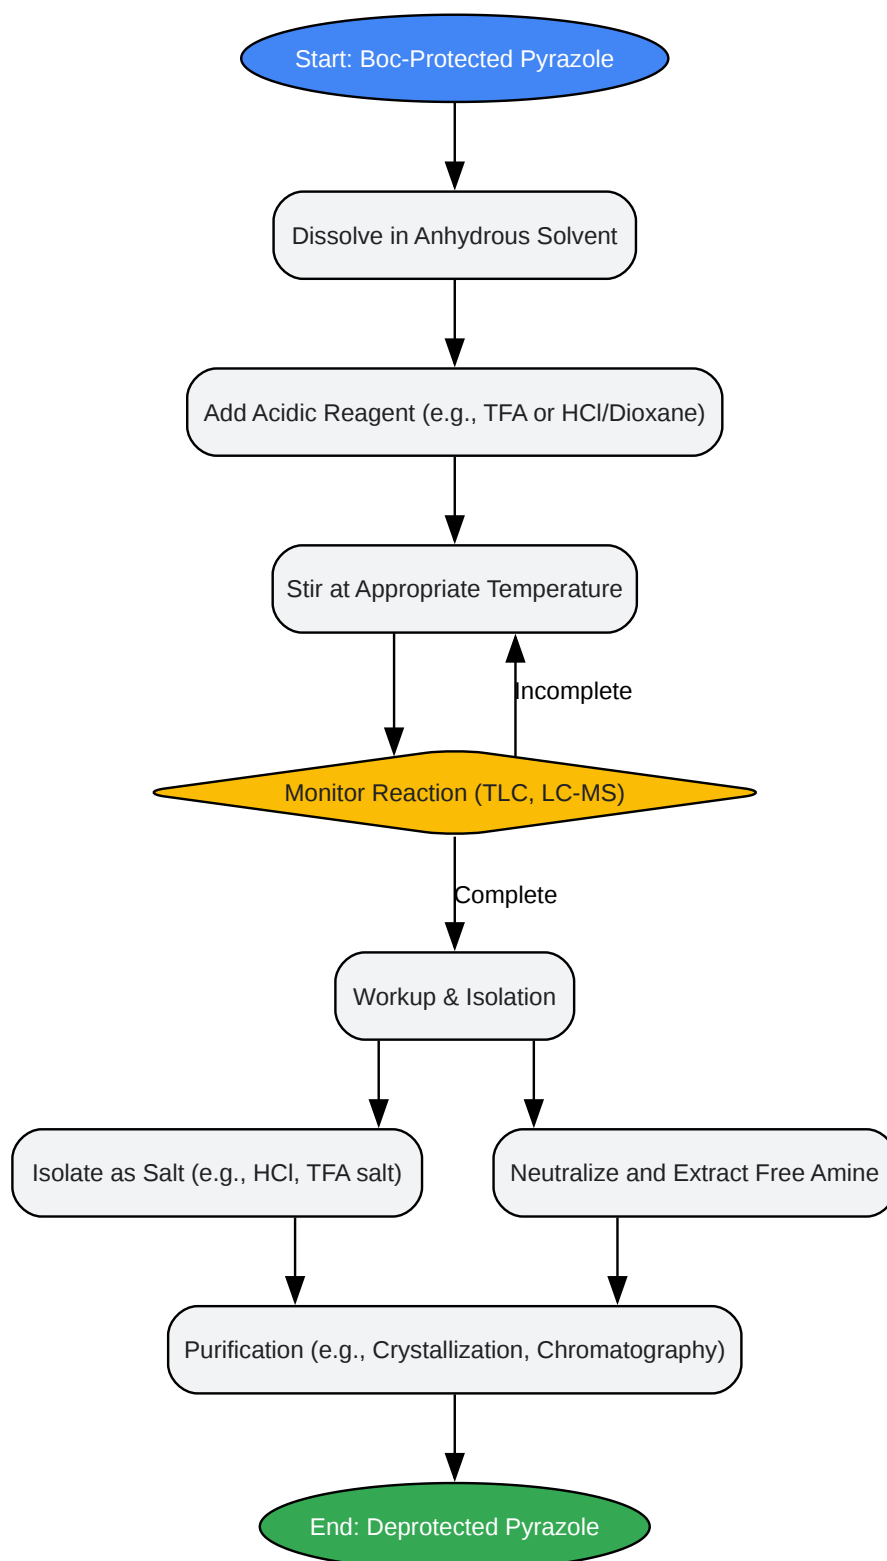 Start: Boc-Protected Pyrazole
Dissolve in Anhydrous Solvent
Add Acidic Reagent (e.g., TFA or HCl/Dioxane)
Stir at Appropriate Temperature
Incomplete
Monitor Reaction (TLC, LC-MS)
Complete
Workup & Isolation
Isolate as Salt (e.g., HCl, TFA salt)
Neutralize and Extract Free Amine
Purification (e.g., Crystallization, Chromatography)
End: Deprotected Pyrazole